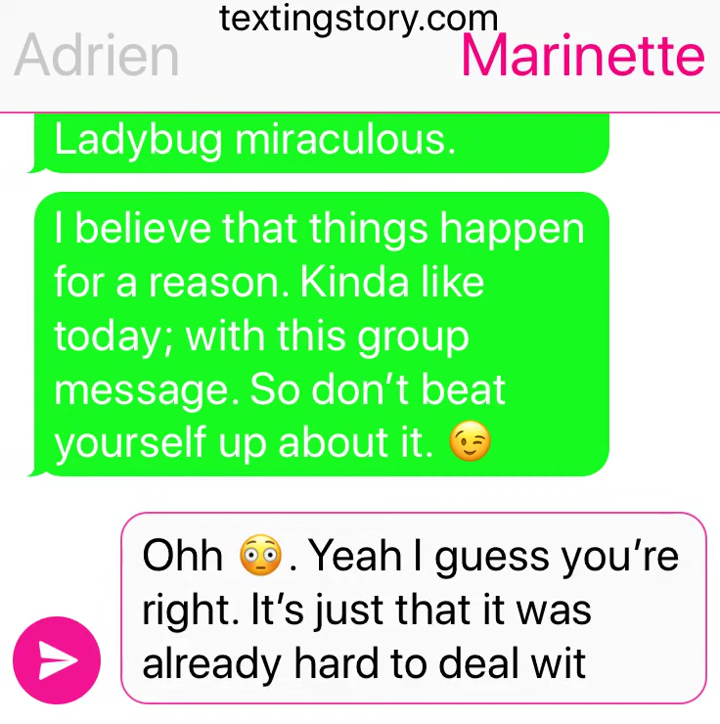 textingstory.com
Adrien
Marinette
Ladybug miraculous.
I believe that things happen
for a reason. Kinda like
today; with this group
message. So don’t beat
yourself up about it. 😉
Ohh 😳. Yeah I guess you’re
right. It’s just that it was
already hard to deal wit